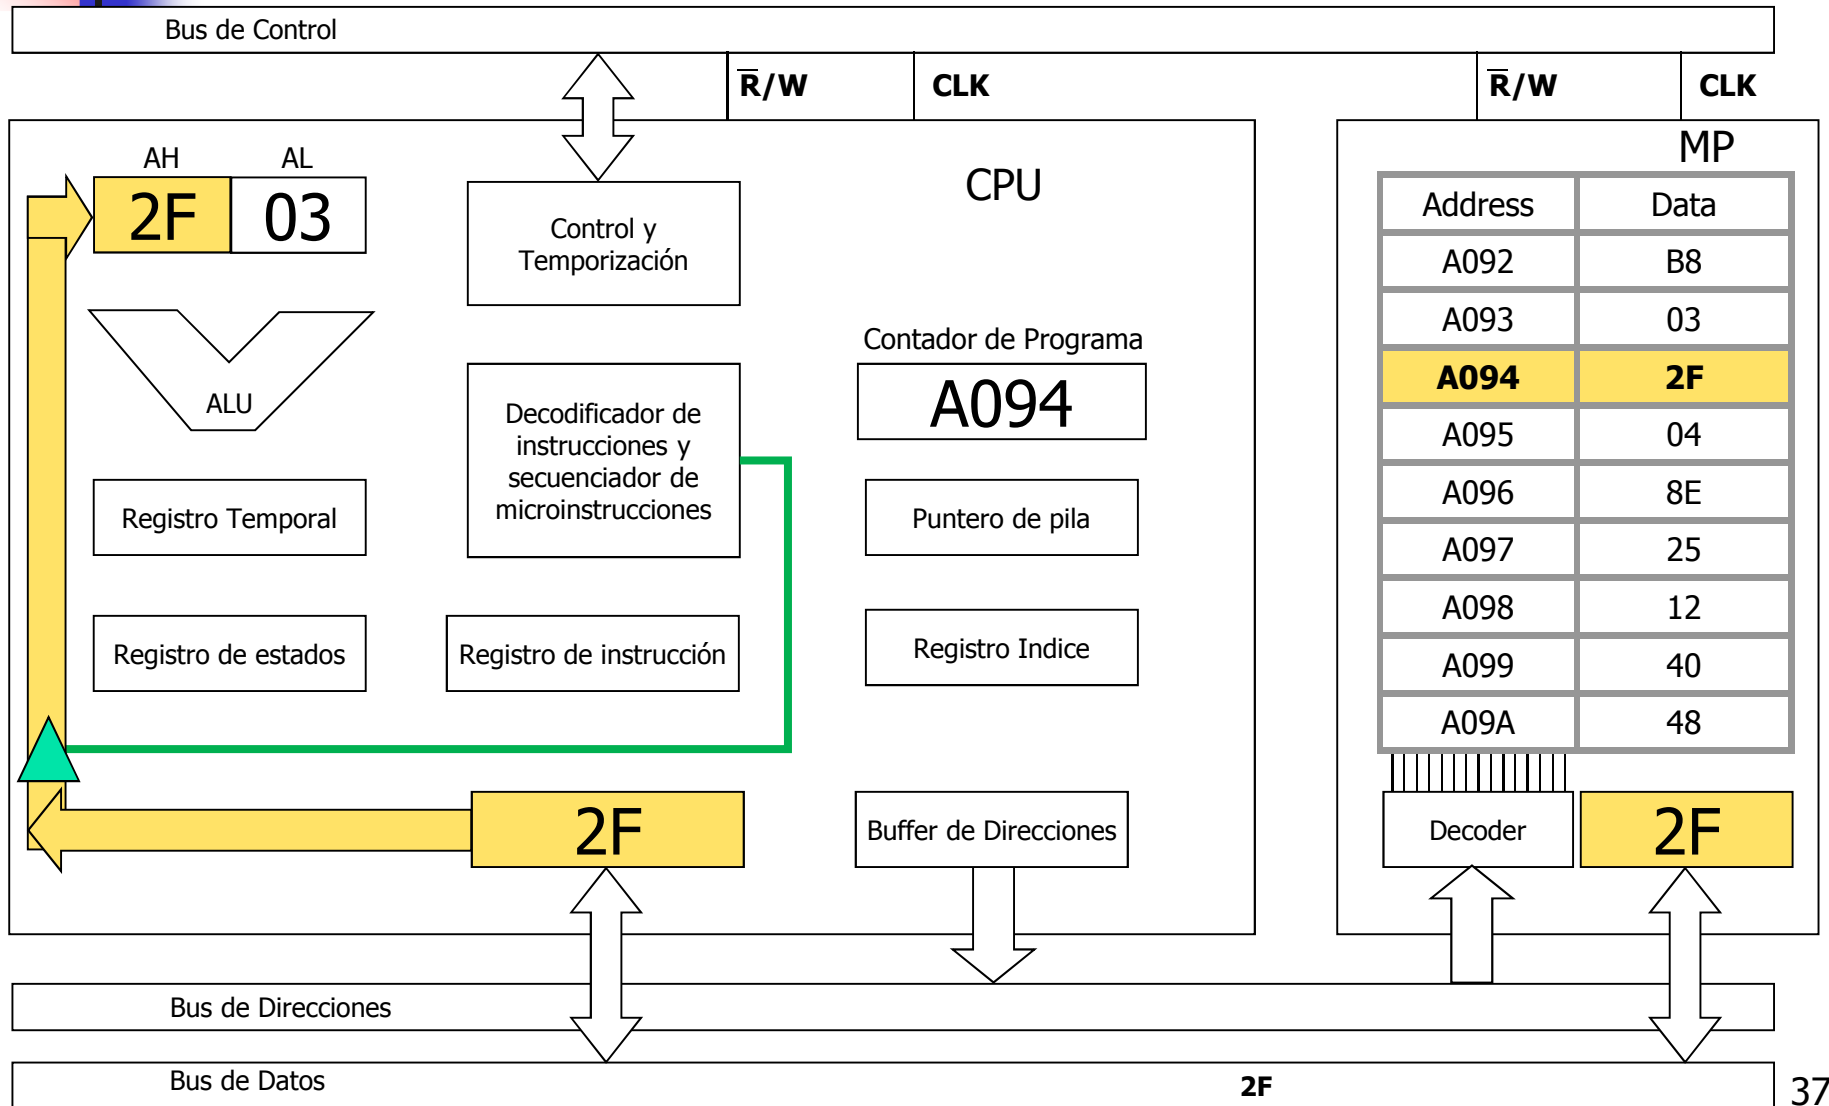 Bus de Control
R/W
CLK
R/W
CLK
AH AL
2F 03
Control y
Temporización
CPU
ALU
Decodificador de
instrucciones y
secuenciador de
microinstrucciones
Contador de Programa
A094
Registro Temporal
Puntero de pila
Registro de estados
Registro de instrucción
Registro Indice
2F
Buffer de Direcciones
MP
Address Data
A092 B8
A093 03
A094 2F
A095 04
A096 8E
A097 25
A098 12
A099 40
A09A 48
Decoder
2F
Bus de Direcciones
Bus de Datos
2F
37